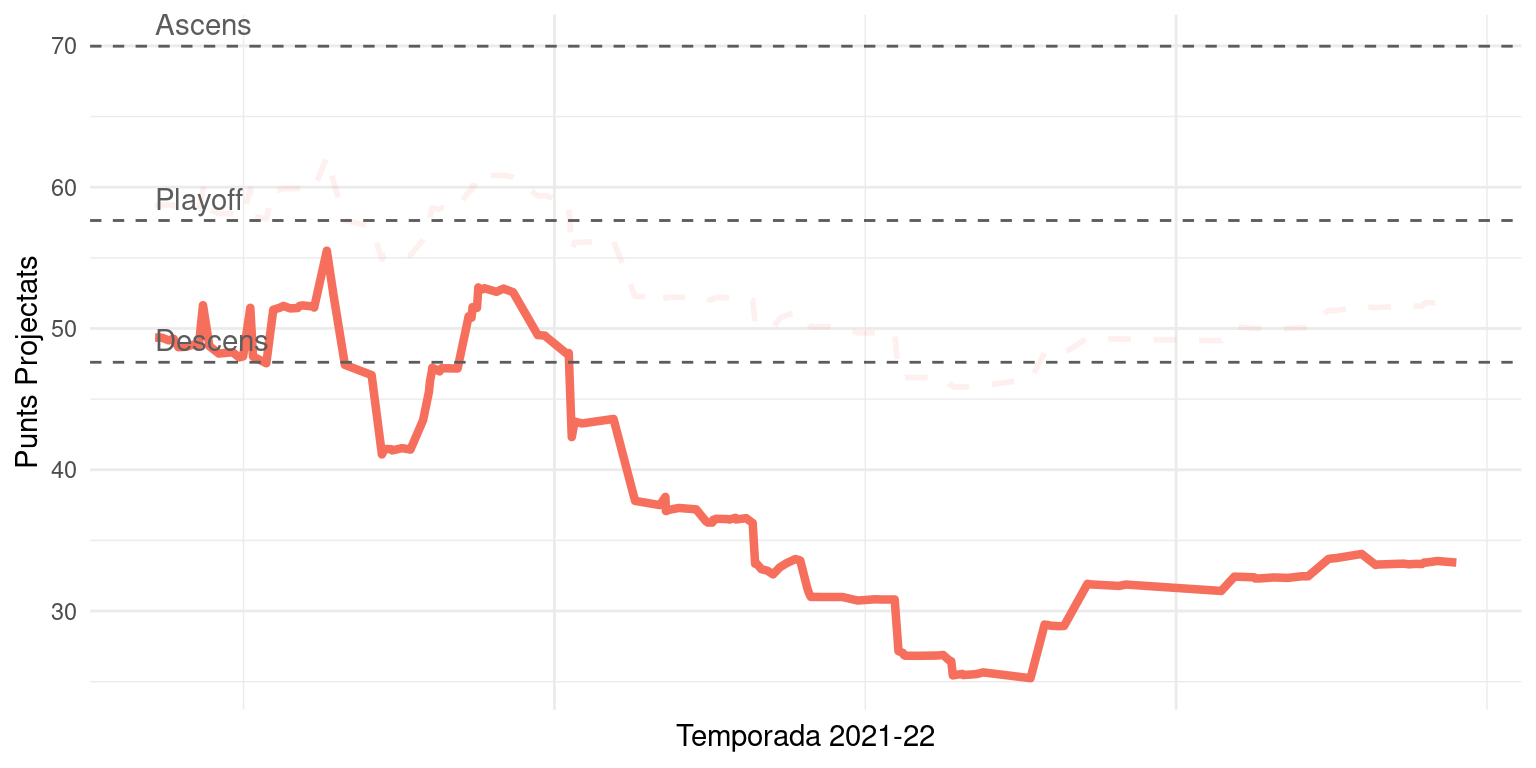 Ascens
70
60
Playoff
50
Descens
40
30
Punts Projectats
Temporada 2021-22